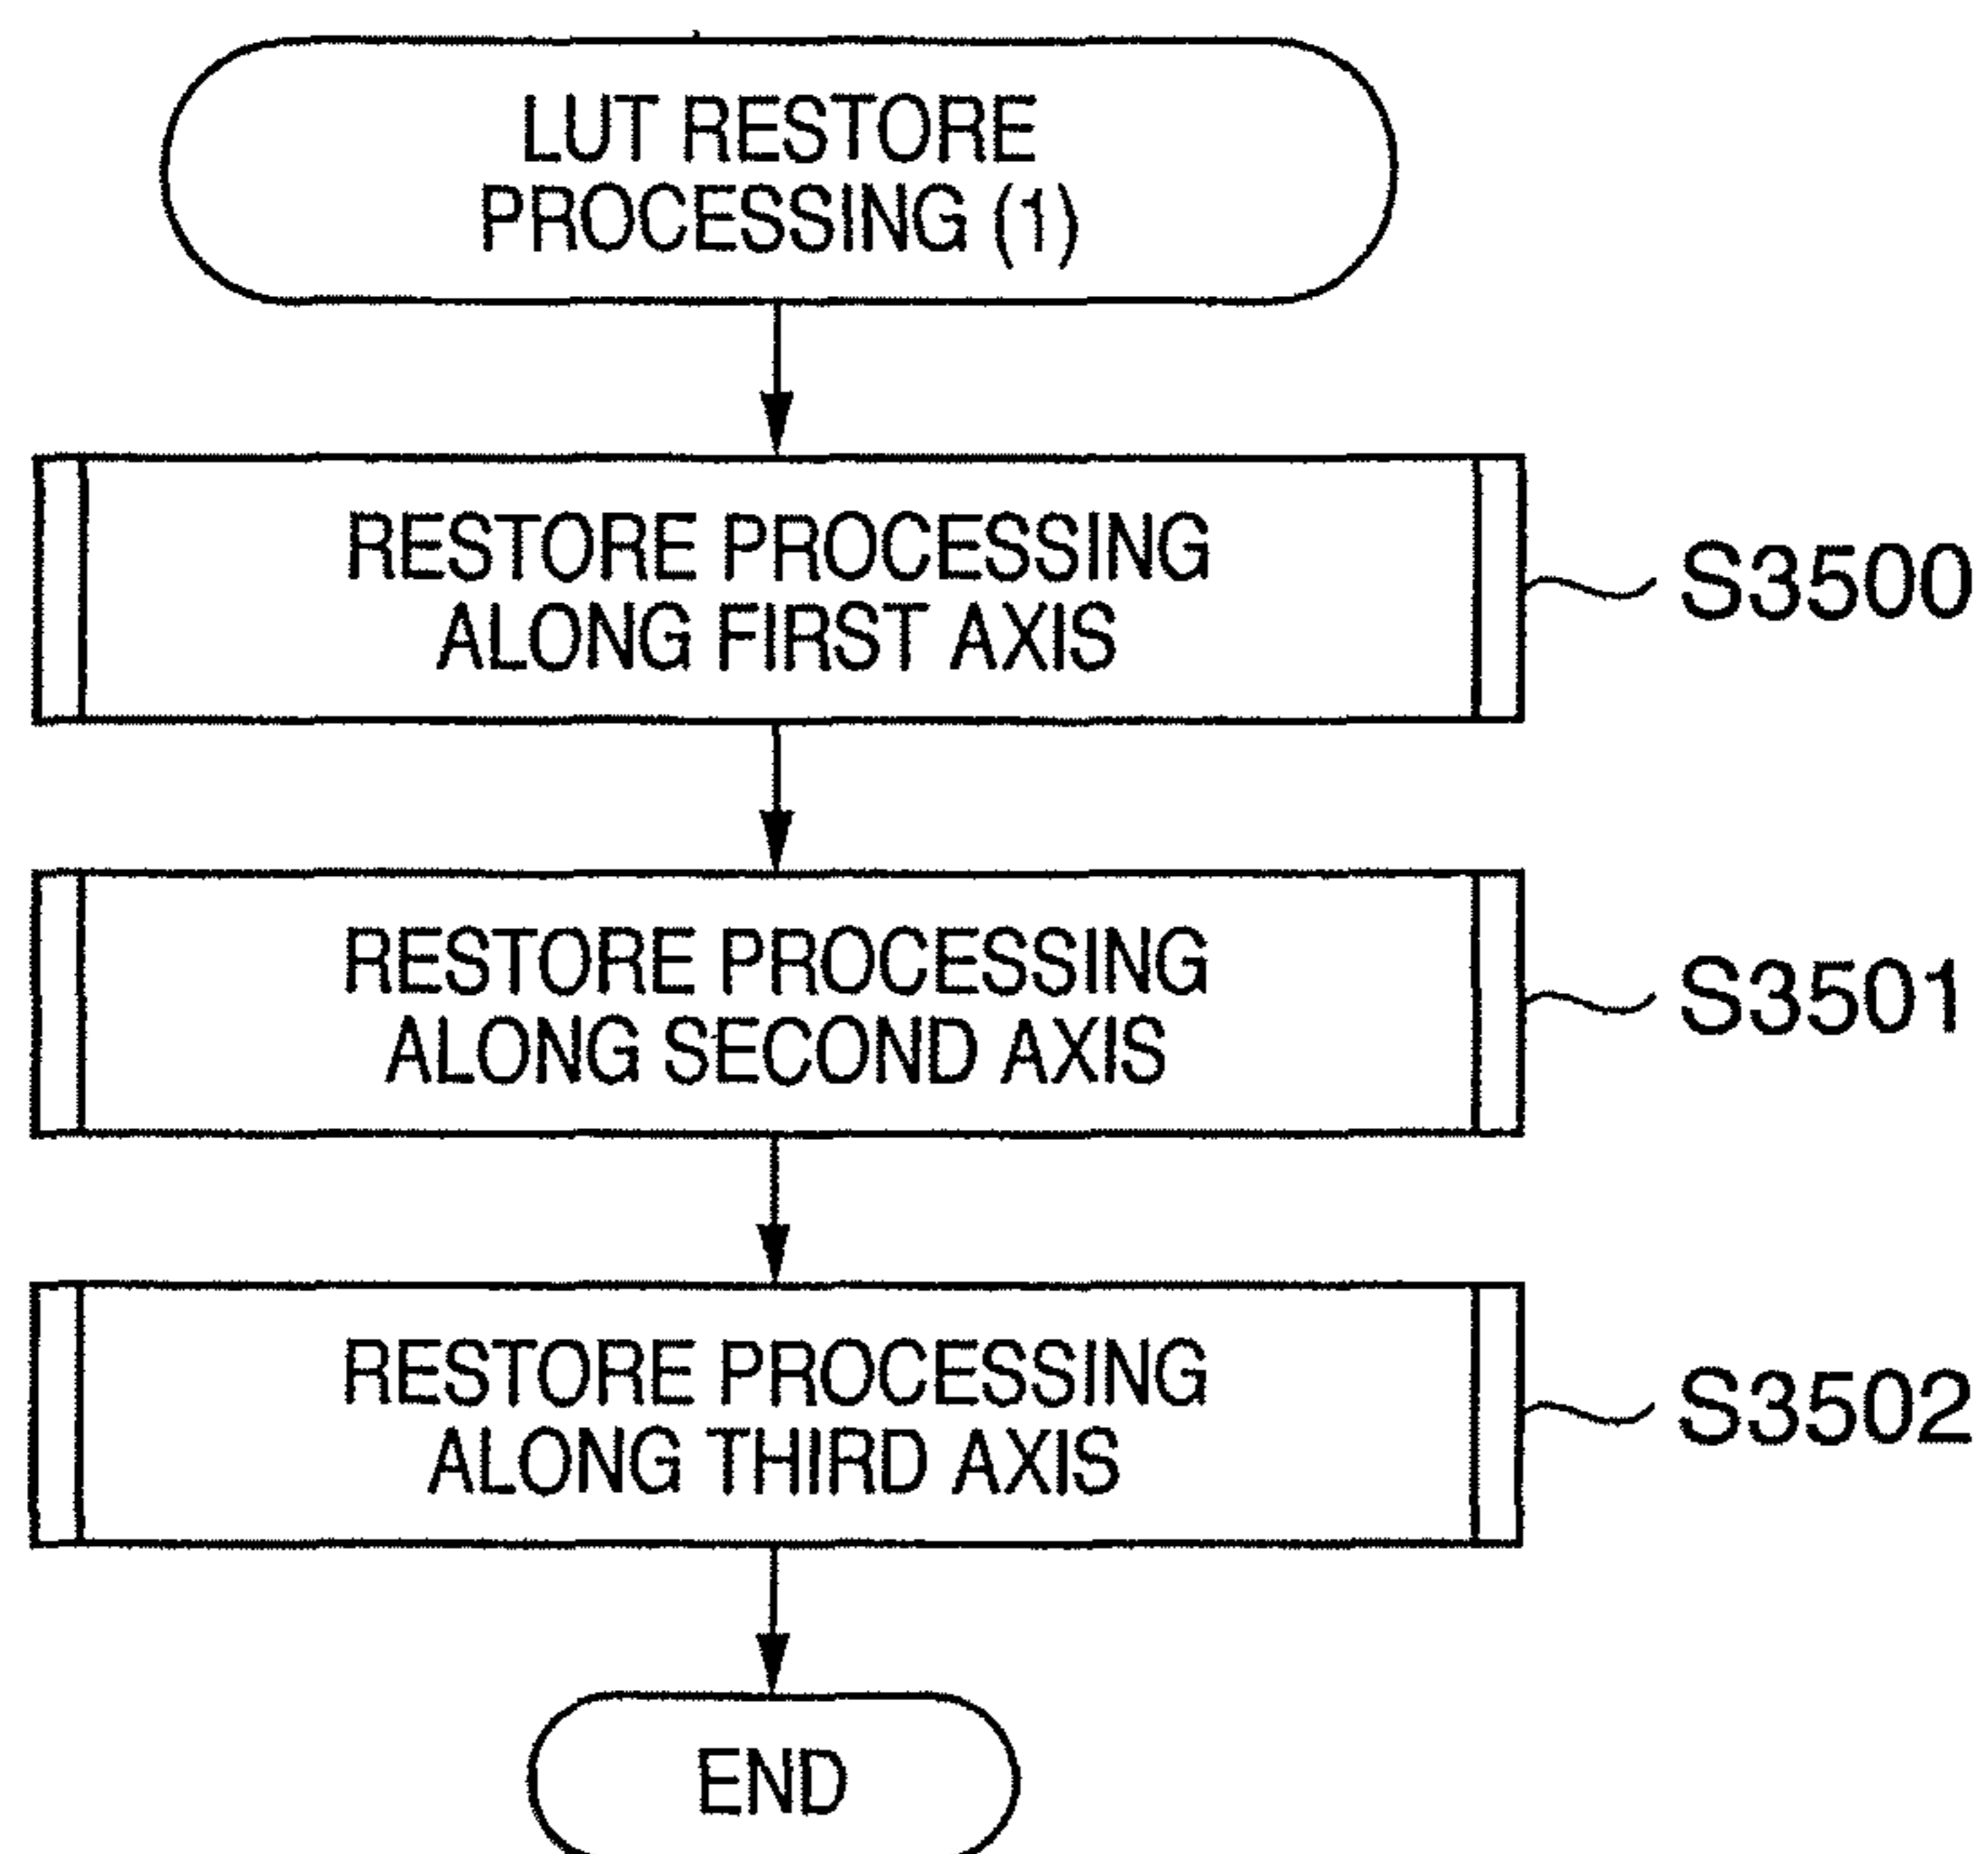 LUT RESTORE
PROCESSING (1)
RESTORE PROCESSING
ALONG FIRST AXIS
S3500
RESTORE PROCESSING
ALONG SECOND AXIS
S3501
RESTORE PROCESSING
ALONG THIRD AXIS
S3502
END